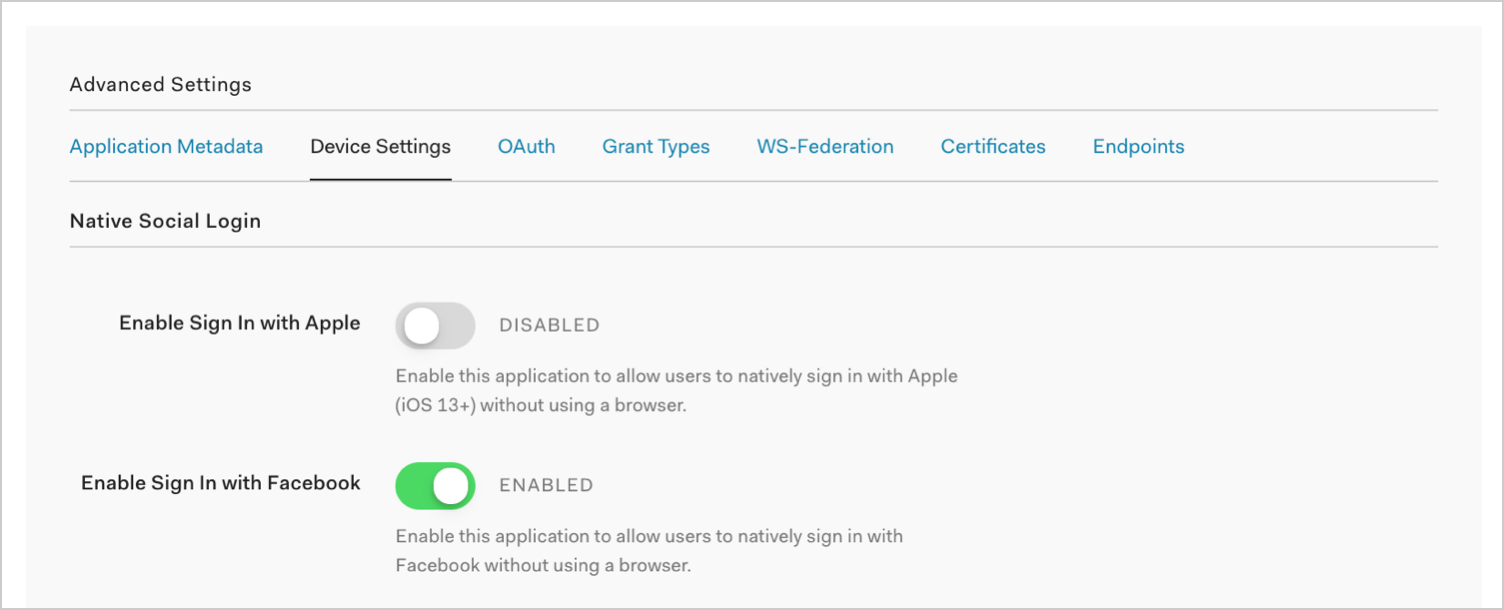 Advanced Settings
Application Metadata Device Settings OAuth Grant Types WS-Federation Certificates Endpoints
Native Social Login
Enable Sign In with Apple DISABLED
Enable this application to allow users to natively sign in with Apple
(iOS 13+) without using a browser.
Enable Sign In with Facebook ENABLED
Enable this application to allow users to natively sign in with
Facebook without using a browser.